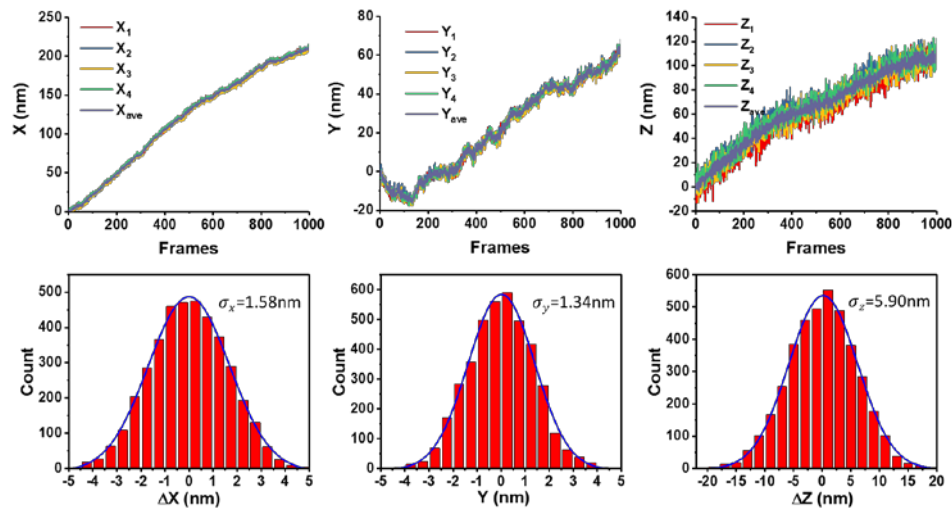 250
200
150
100
50
0
X (nm)
X1
X2
X3
X4
Xave
0 200 400 600 800 1000
Frames
80
60
40
20
0
-20
Y (nm)
Y1
Y2
Y3
Y4
Yave
0 200 400 600 800 1000
Frames
140
120
100
80
60
40
20
0
-20
Z (nm)
Z1
Z2
Z3
Z4
Zave
0 200 400 600 800 1000
Frames
500
400
300
200
100
0
Count
σx=1.58nm
-5 -4 -3 -2 -1 0 1 2 3 4 5
ΔX (nm)
600
500
400
300
200
100
0
Count
σy=1.34nm
-5 -4 -3 -2 -1 0 1 2 3 4 5
Y (nm)
600
500
400
300
200
100
0
Count
σz=5.90nm
-20 -15 -10 -5 0 5 10 15 20
ΔZ (nm)